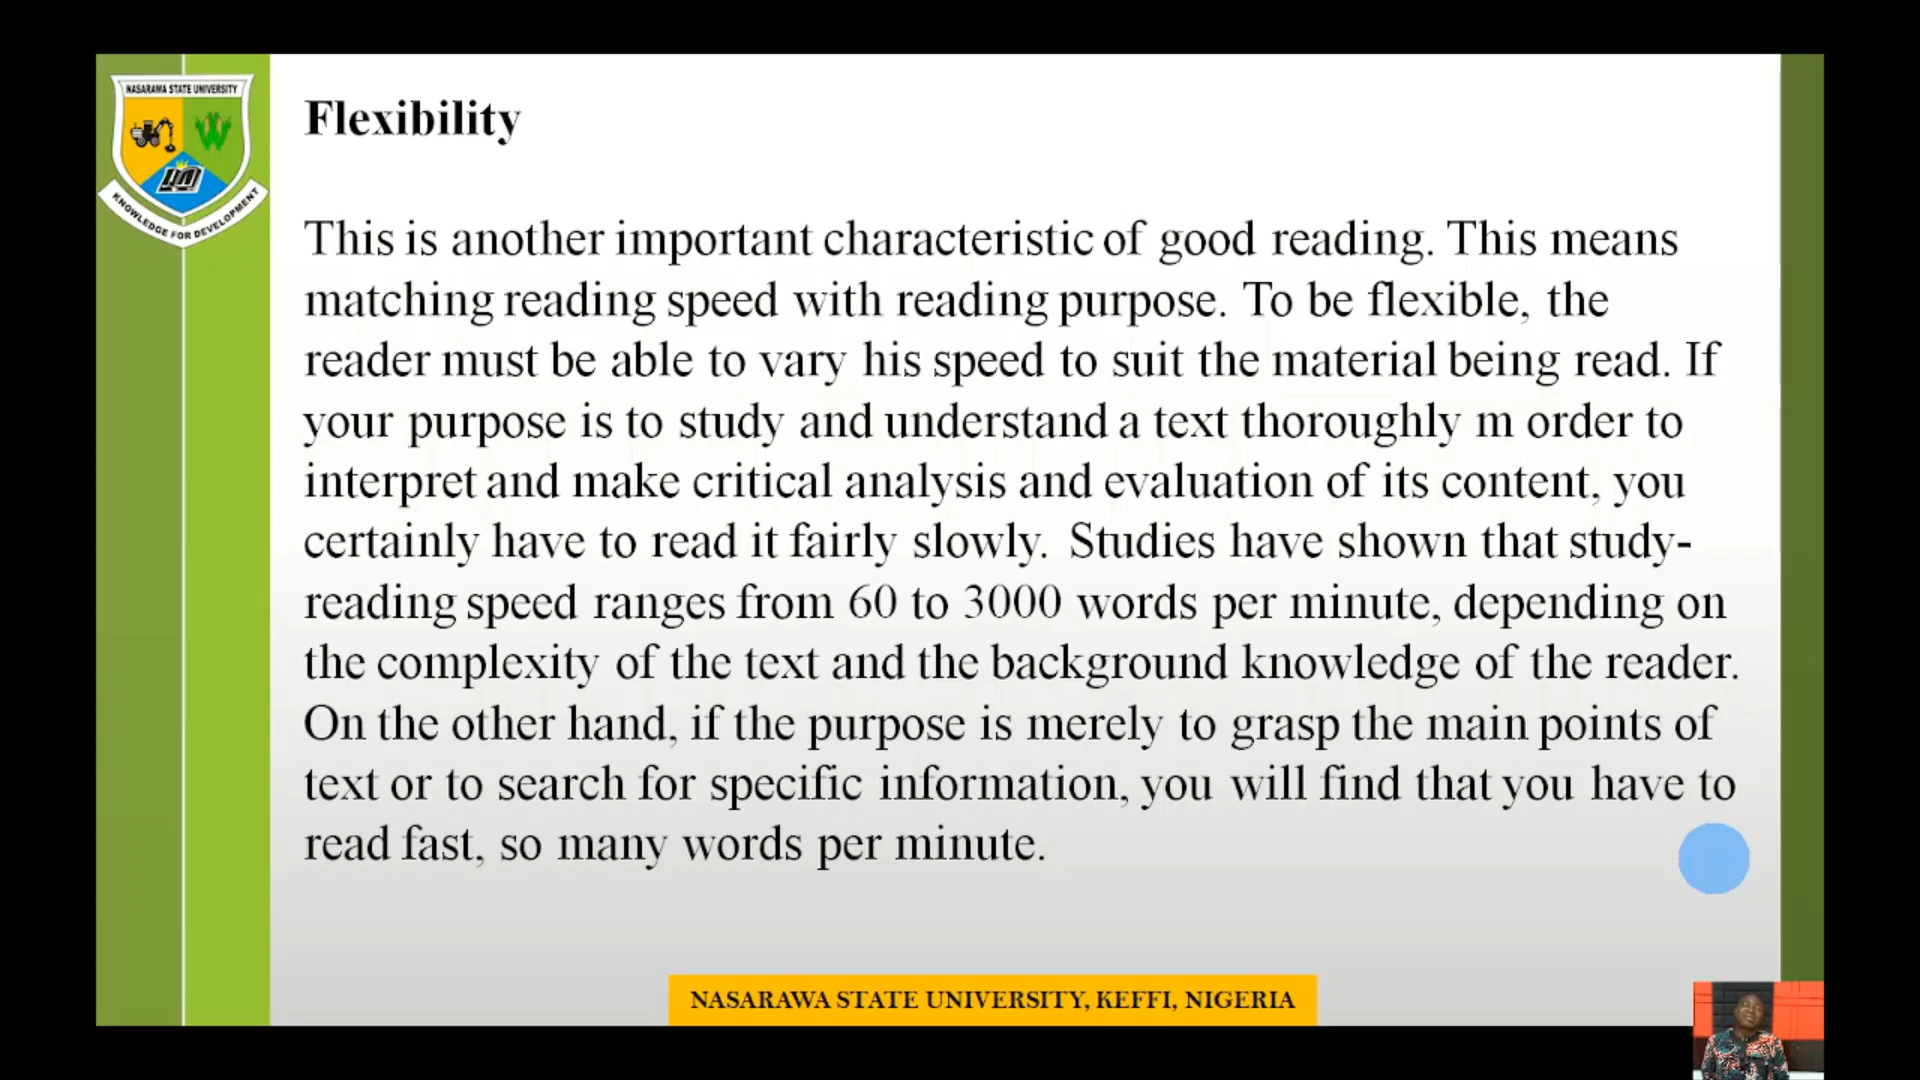 NASARAWA STATE UNIVERSITY
KNOWLEDGE FOR DEVELOPMENT
Flexibility
This is another important characteristic of good reading. This means
matching reading speed with reading purpose. To be flexible, the
reader must be able to vary his speed to suit the material being read. If
your purpose is to study and understand a text thoroughly m order to
interpret and make critical analysis and evaluation of its content, you
certainly have to read it fairly slowly. Studies have shown that study-
reading speed ranges from 60 to 3000 words per minute, depending on
the complexity of the text and the background knowledge of the reader.
On the other hand, if the purpose is merely to grasp the main points of
text or to search for specific information, you will find that you have to
read fast, so many words per minute.
NASARAWA STATE UNIVERSITY, KEFFI, NIGERIA